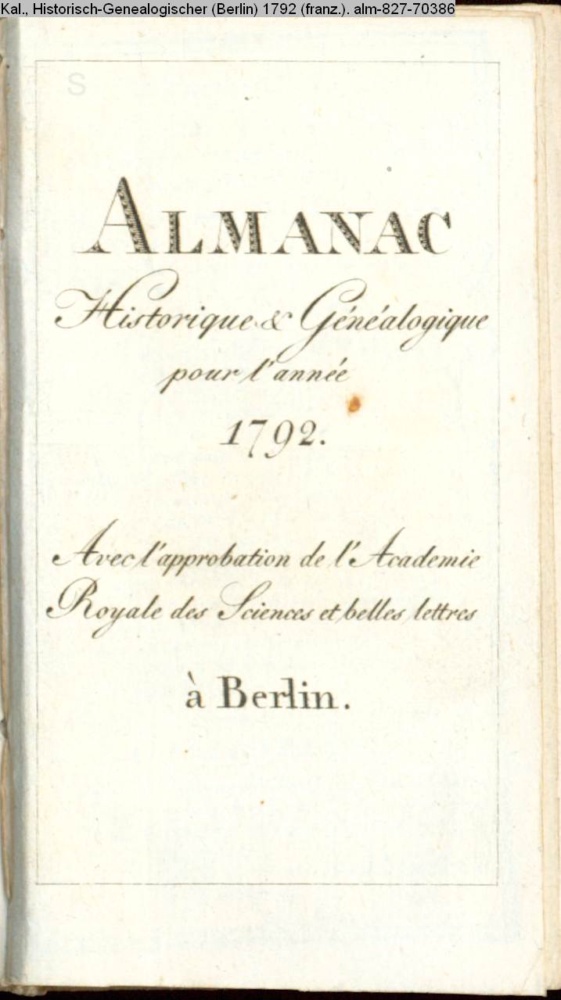 Kal., Historisch-Genealogischer (Berlin) 1792 (franz.). alm-827-70386
S
ALMANAC
Historique & Généalogique
pour l'année
1792.
Avec l'approbation de l'Academie
Royale des Sciences et belles lettres
à Berlin.